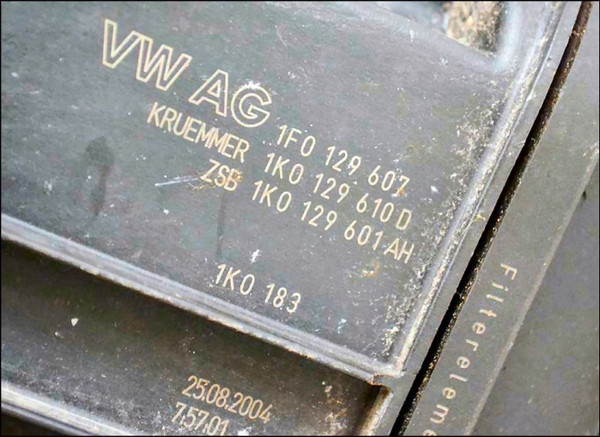 VW AG 1F0 129 607
KRUEMMER 1K0 129 610 D
ZSB 1K0 129 601 AH
1K0 183
25.08.2004
7.57.01